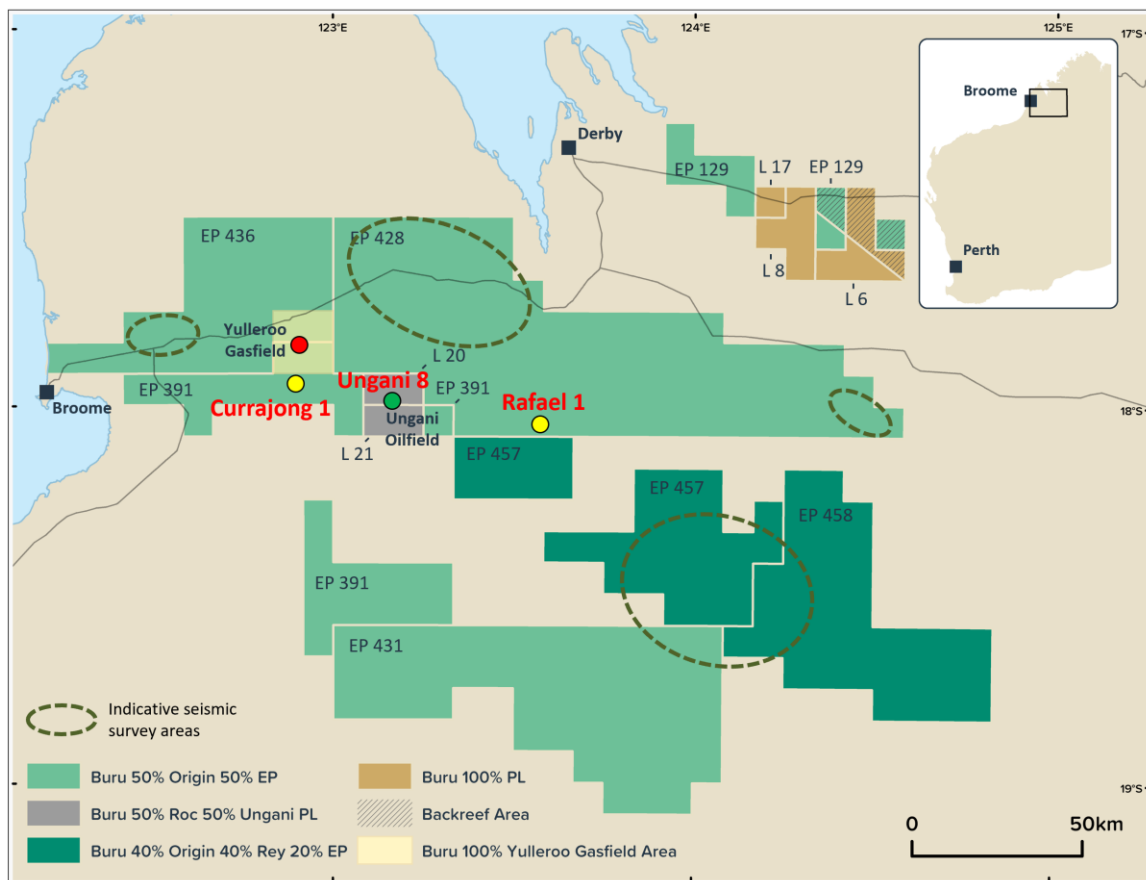 123°E
124°E
125°E
17°S
Broome
Perth
Derby
EP 129
L 17
EP 129
L 8
L 6
EP 436
EP 428
Yulleroo
Gasfield
L 20
EP 391
Ungani 8
EP 391
Broome
Currajong 1
Rafael 1
18°S
Ungani
Oilfield
L 21
EP 457
EP 457
EP 458
EP 391
EP 431
Indicative seismic
survey areas
Buru 50% Origin 50% EP
Buru 100% PL
19°S
Buru 50% Roc 50% Ungani PL
Backreef Area
Buru 40% Origin 40% Rey 20% EP
Buru 100% Yulleroo Gasfield Area
0 50km